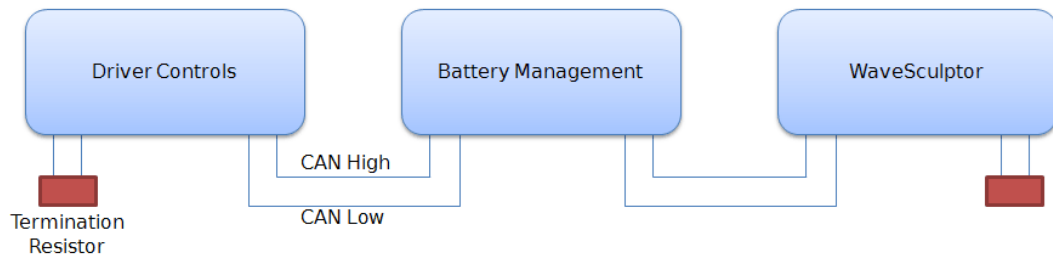 Driver Controls
Battery Management
WaveSculptor
CAN High
CAN Low
Termination
Resistor